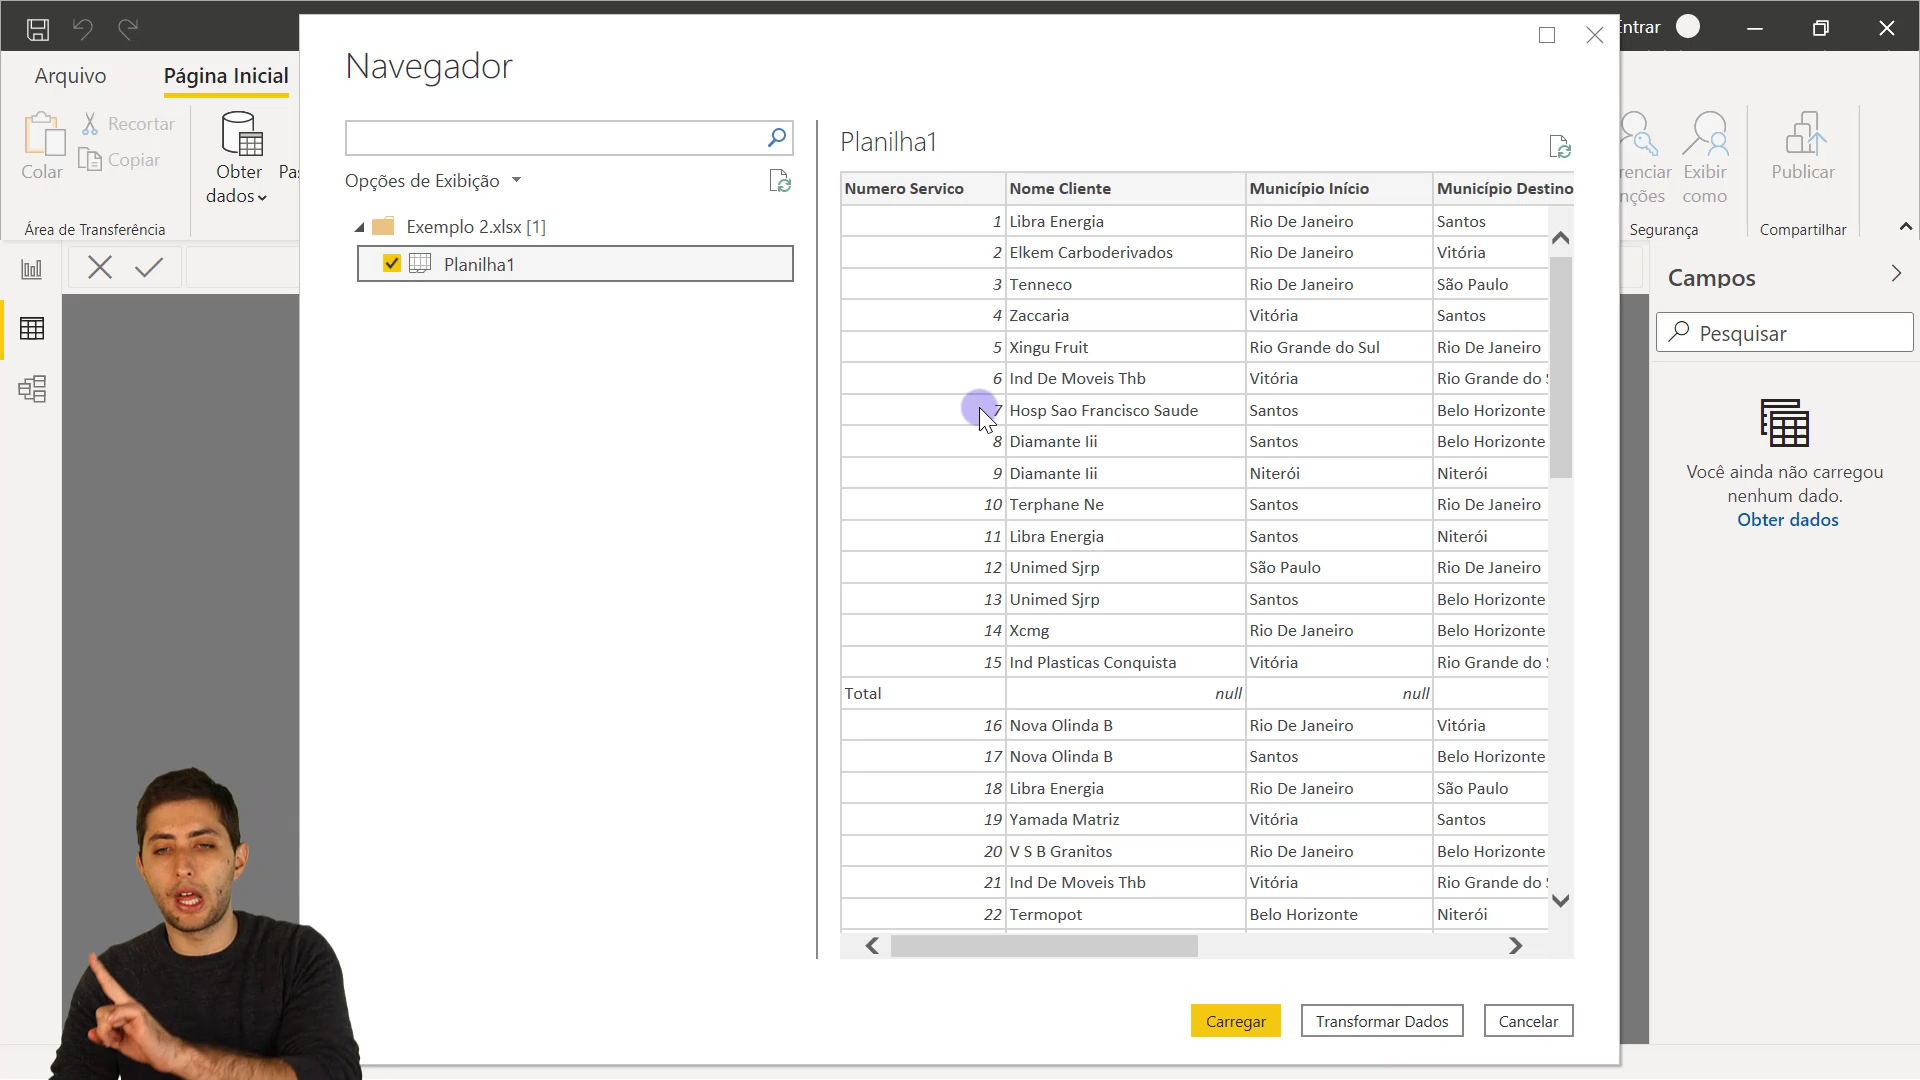 Entrar
Arquivo
Página Inicial
Recortar
Copiar
Colar
Obter
dados
Área de Transferência
Navegador
Opções de Exibição
Exemplo 2.xlsx [1]
Planilha1
Planilha1
Numero Servico Nome Cliente Município Início Município Destino
1 Libra Energia Rio De Janeiro Santos
2 Elkem Carboderivados Rio De Janeiro Vitória
3 Tenneco Rio De Janeiro São Paulo
4 Zaccaria Vitória Santos
5 Xingu Fruit Rio Grande do Sul Rio De Janeiro
6 Ind De Moveis Thb Vitória Rio Grande do
7 Hosp Sao Francisco Saude Santos Belo Horizonte
8 Diamante Iii Santos Belo Horizonte
9 Diamante Iii Niterói Niterói
10 Terphane Ne Santos Rio De Janeiro
11 Libra Energia Santos Niterói
12 Unimed Sjrp São Paulo Rio De Janeiro
13 Unimed Sjrp Santos Belo Horizonte
14 Xcmg Rio De Janeiro Belo Horizonte
15 Ind Plasticas Conquista Vitória Rio Grande do
Total null null
16 Nova Olinda B Rio De Janeiro Vitória
17 Nova Olinda B Santos Belo Horizonte
18 Libra Energia Rio De Janeiro São Paulo
19 Yamada Matriz Vitória Santos
20 V S B Granitos Rio De Janeiro Belo Horizonte
21 Ind De Moveis Thb Vitória Rio Grande do
22 Termopot Belo Horizonte Niterói
Carregar
Transformar Dados
Cancelar
Exibir
como
Segurança
Publicar
Compartilhar
Campos
Pesquisar
Você ainda não carregou
nenhum dado.
Obter dados